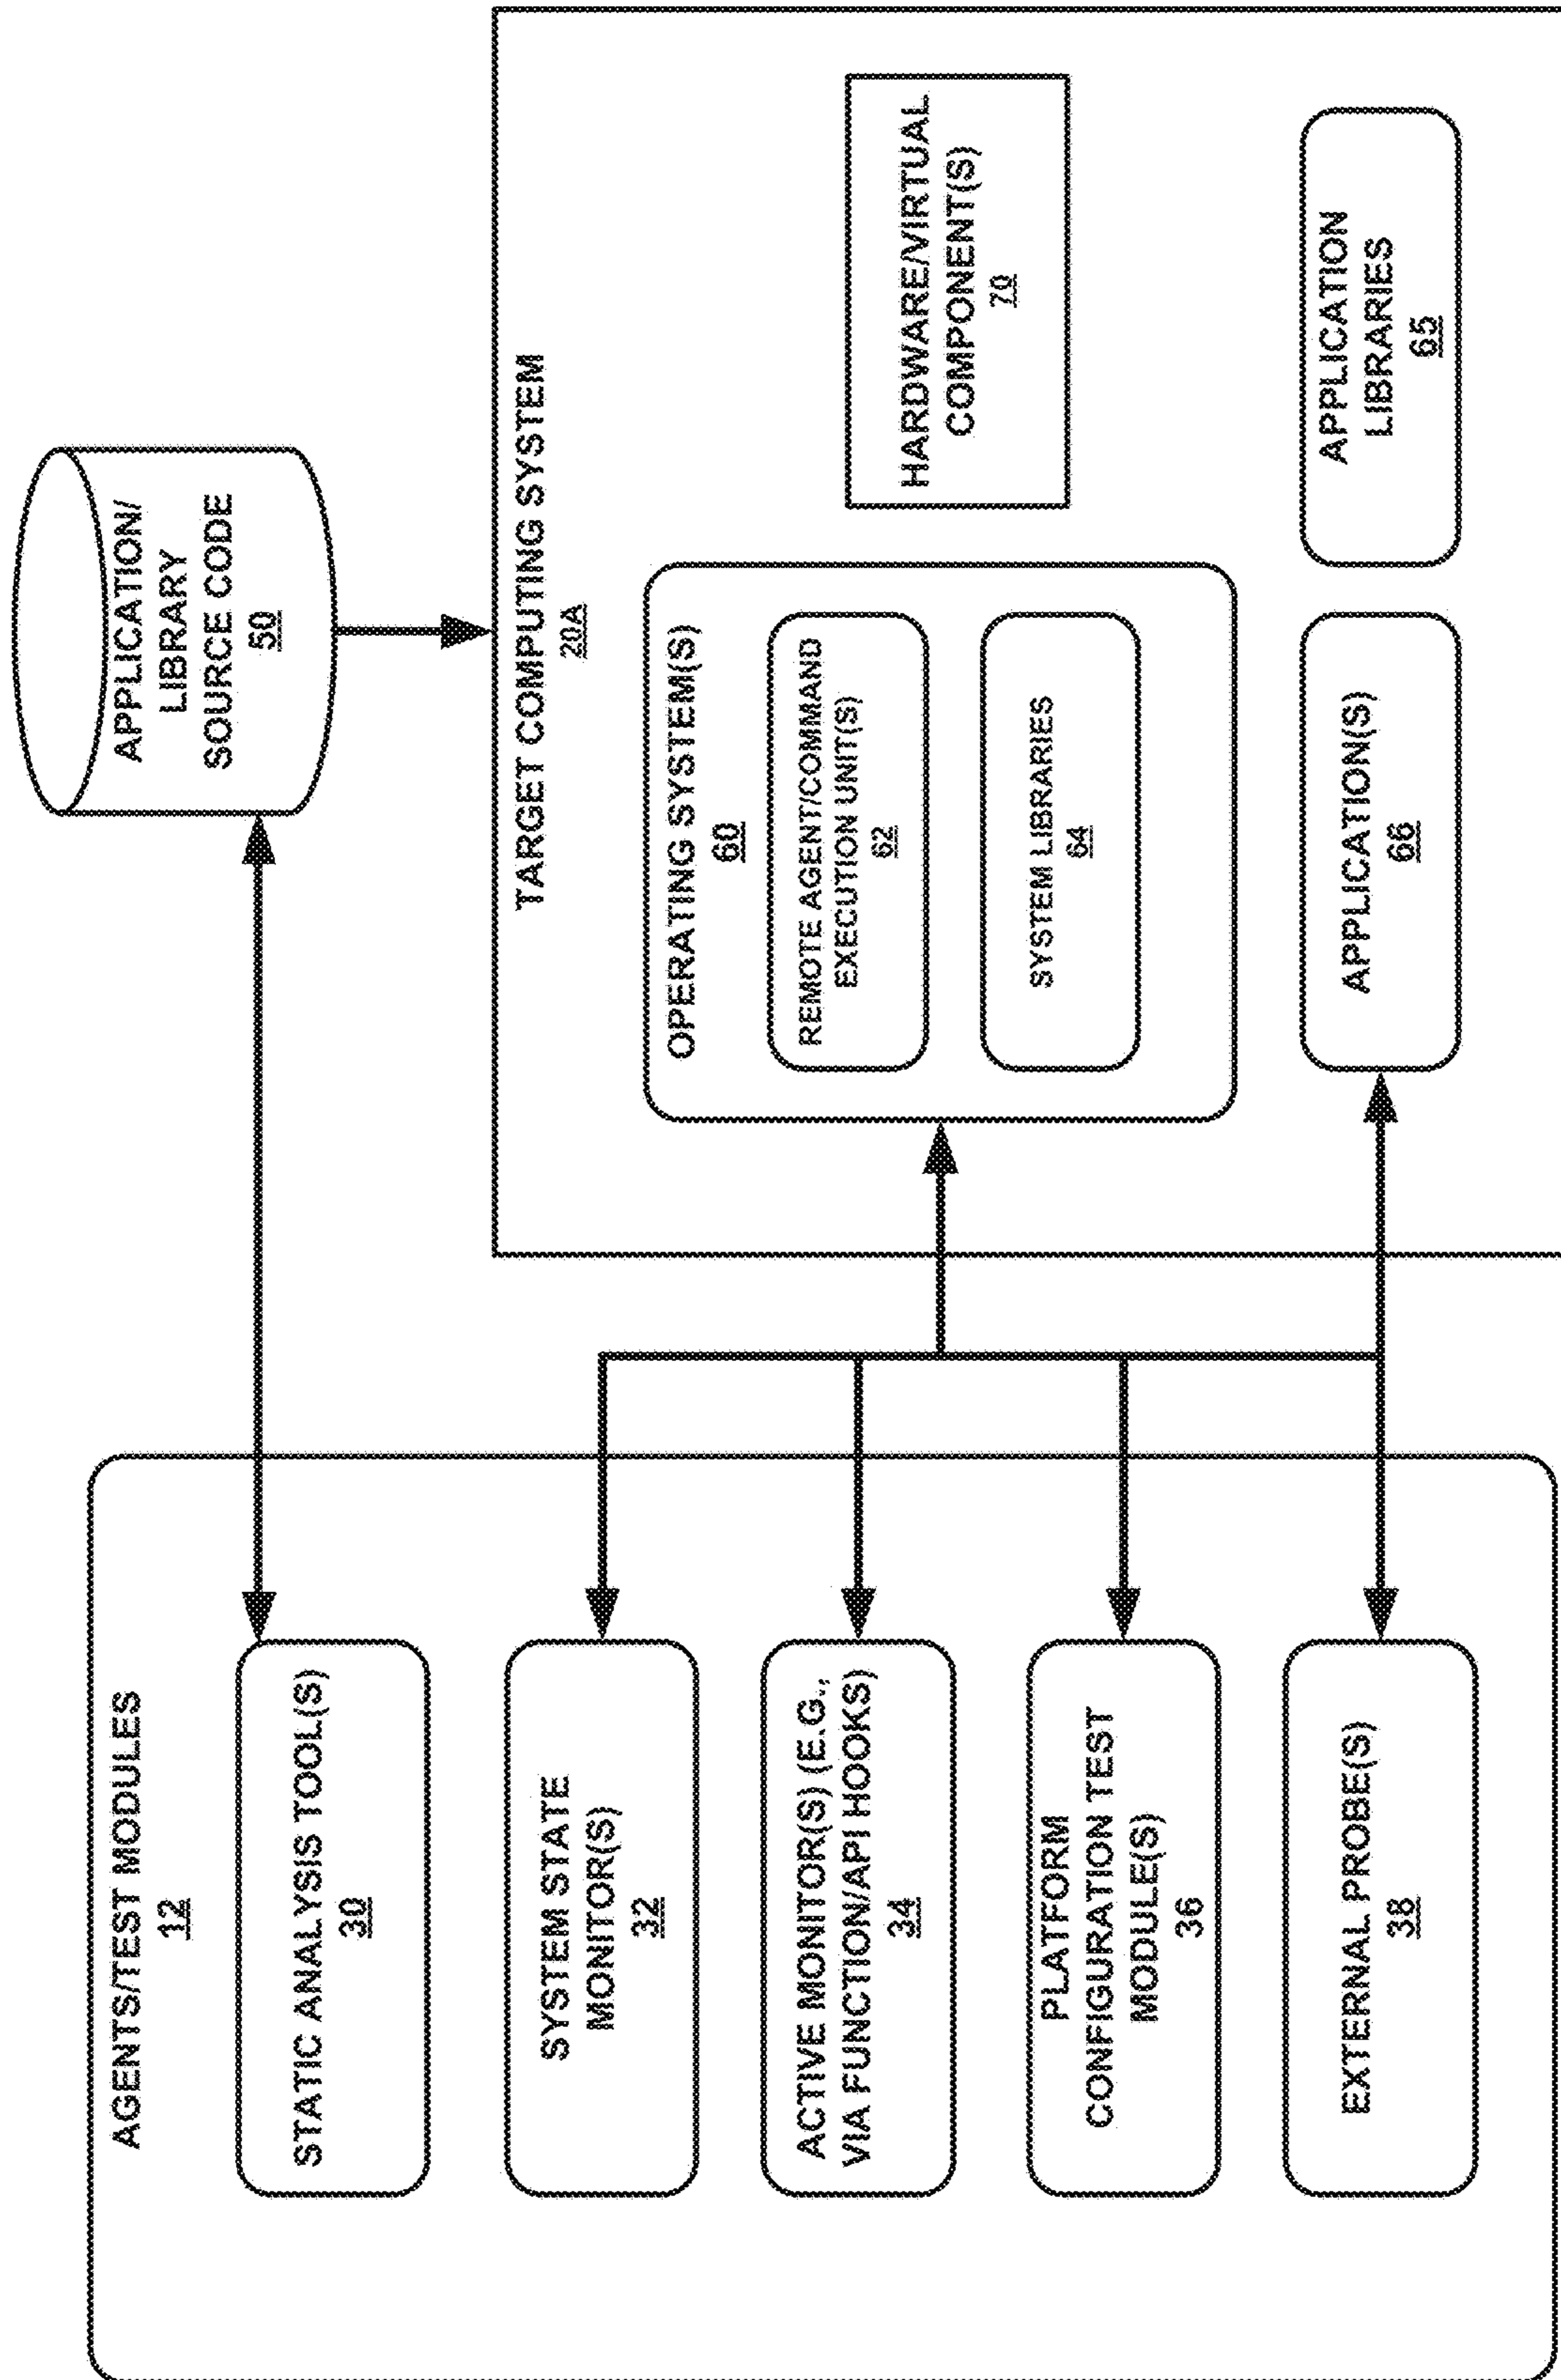 AGENTS/TEST MODULES
12
STATIC ANALYSIS TOOL(S)
30
SYSTEM STATE
MONITOR(S)
32
ACTIVE MONITOR(S) (E.G.,
VIA FUNCTION/API HOOKS)
34
PLATFORM
CONFIGURATION TEST
MODULE(S)
36
EXTERNAL PROBE(S)
38
APPLICATION/
LIBRARY
SOURCE CODE
50
TARGET COMPUTING SYSTEM
20A
OPERATING SYSTEM(S)
60
REMOTE AGENT/COMMAND
EXECUTION UNIT(S)
62
SYSTEM LIBRARIES
64
HARDWARE/VIRTUAL
COMPONENT(S)
70
APPLICATION(S)
66
APPLICATION
LIBRARIES
65